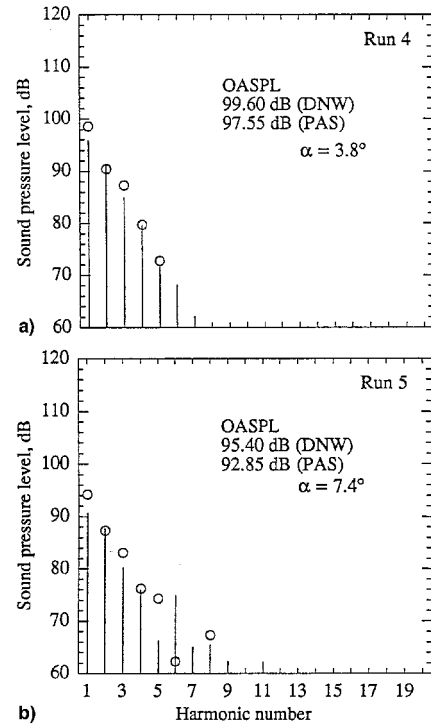 120
Run 4
110
OASPL
99.60 dB (DNW)
97.55 dB (PAS)
α = 3.8°
100
90
80
70
60
Sound pressure level, dB
a)
120
Run 5
110
OASPL
95.40 dB (DNW)
92.85 dB (PAS)
α = 7.4°
100
90
80
70
60
Sound pressure level, dB
1 3 5 7 9 11 13 15 17 19
b)
Harmonic number